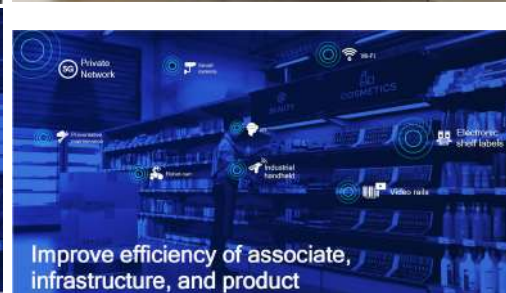 5G Private
Network
Wi-Fi
BEAUTY
COSMETICS
Electronic
shelf labels
Industrial
handheld
Video rails
Improve efficiency of associate,
infrastructure, and product